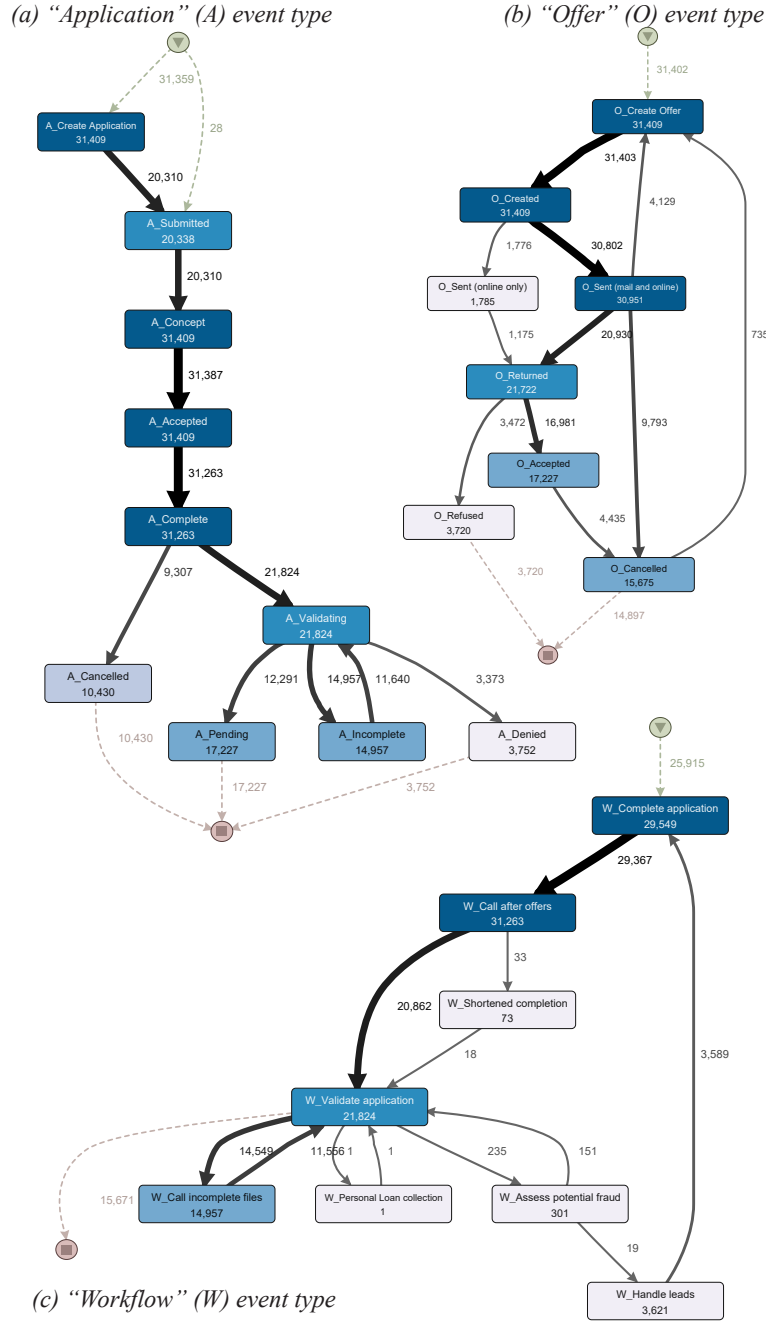 (a) “Application” (A) event type
31,359
28
A_Create Application
31,409
20,310
A_Submitted
20,338
20,310
A_Concept
31,409
31,387
A_Accepted
31,409
31,263
A_Complete
31,263
9,307
21,824
A_Validating
21,824
12,291
14,957
11,640
3,373
A_Cancelled
10,430
A_Pending
17,227
A_Incomplete
14,957
A_Denied
3,752
10,430
17,227
3,752
(b) “Offer” (O) event type
31,402
O_Create Offer
31,409
31,403
4,129
O_Created
31,409
1,776
30,802
O_Sent (online only)
1,785
O_Sent (mail and online)
30,951
1,175
20,930
735
O_Returned
21,722
3,472
16,981
9,793
O_Accepted
17,227
O_Refused
3,720
4,435
O_Cancelled
15,675
3,720
14,897
25,915
W_Complete application
29,549
29,367
W_Call after offers
31,263
33
20,862
W_Shortened completion
73
18
3,589
W_Validate application
21,824
14,549
11,556
1
1
235
151
15,671
W_Call incomplete files
14,957
W_Personal Loan collection
1
W_Assess potential fraud
301
19
W_Handle leads
3,621
(c) “Workflow” (W) event type